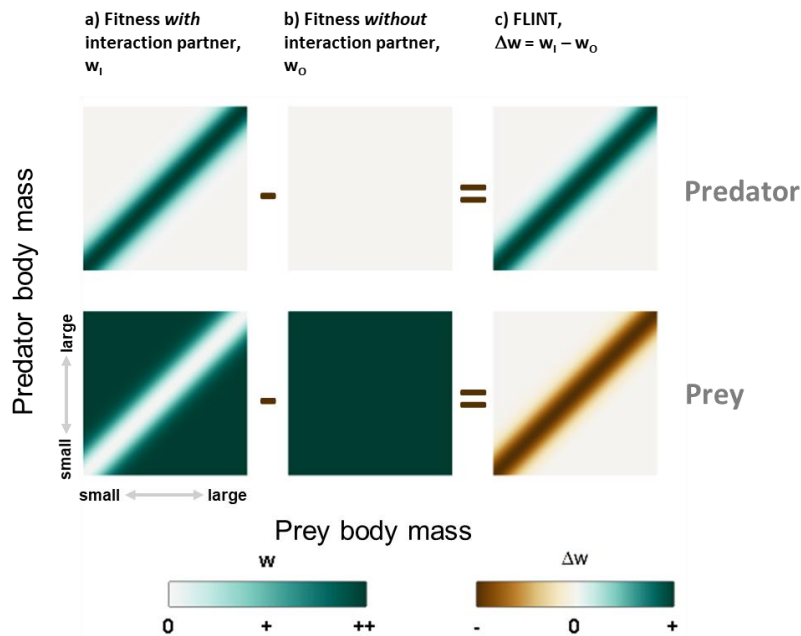 a) Fitness with
interaction partner,
wI
b) Fitness without
interaction partner,
wO
c) FLINT,
Δw = wI – wO
Predator body mass
Predator
-
=
large
small
Prey
-
=
small
large
Prey body mass
w
0
+
++
Δw
-
0
+